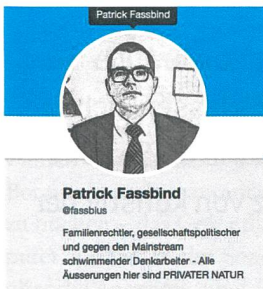 Patrick Fassbind
Patrick Fassbind
@fassbius
Familienrechtler, gesellschaftspolitischer
und gegen den Mainstream
schwimmender Denkarbeiter - Alle
Äusserungen hier sind PRIVATER NATUR